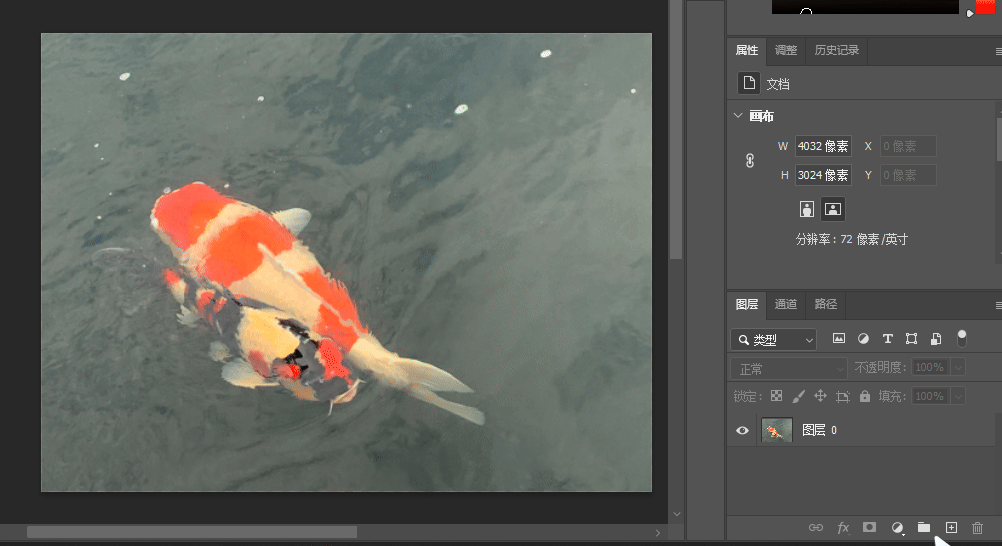 属性 调整 历史记录
文档
画布
W 4032 像素 X 0 像素
H 3024 像素 Y 0 像素
分辨率：72 像素/英寸
图层 通道 路径
类型
正常 不透明度：100%
锁定： 填充：100%
图层 0
fx